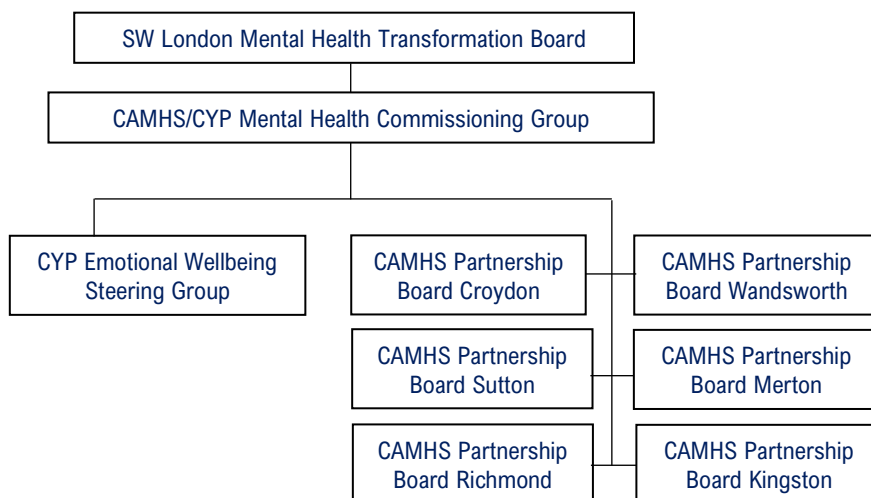 SW London Mental Health Transformation Board
CAMHS/CYP Mental Health Commissioning Group
CYP Emotional Wellbeing
Steering Group
CAMHS Partnership
Board Croydon
CAMHS Partnership
Board Wandsworth
CAMHS Partnership
Board Sutton
CAMHS Partnership
Board Merton
CAMHS Partnership
Board Richmond
CAMHS Partnership
Board Kingston